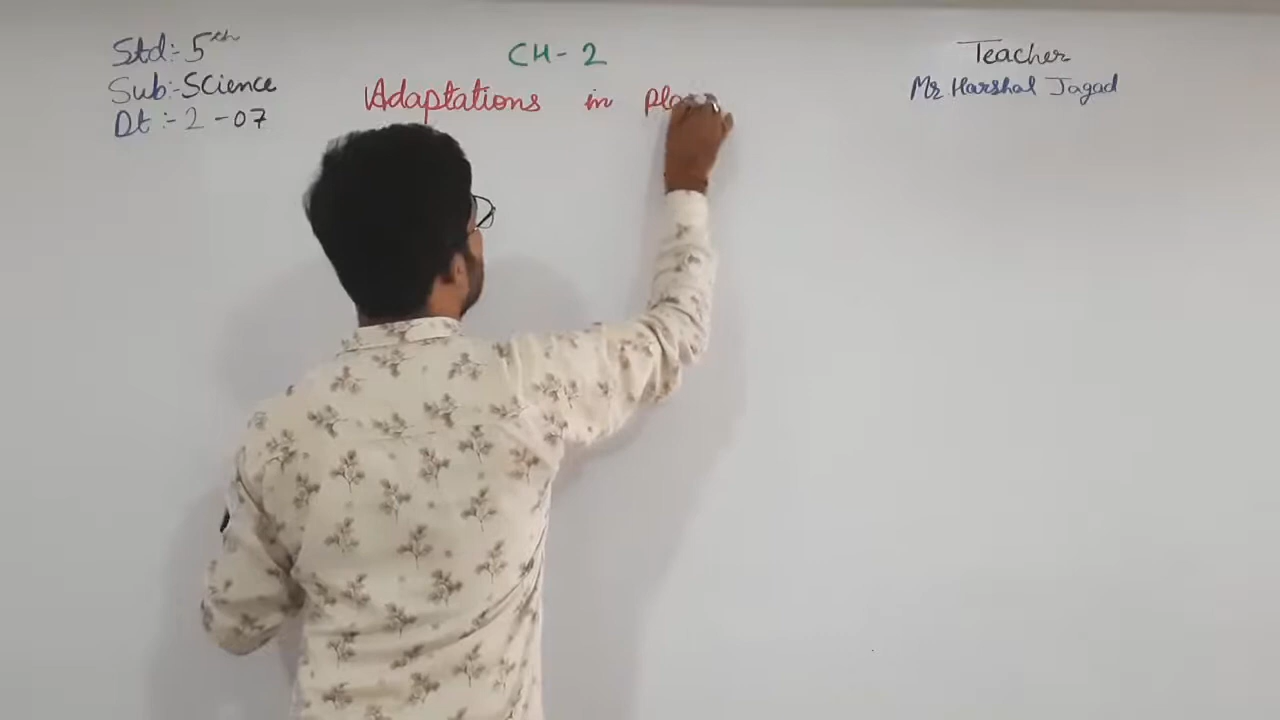 Std:- 5th
Sub:- Science
Dt :- 2 - 07
CH - 2
Adaptations in
Teacher
Mr Harshal Jagad